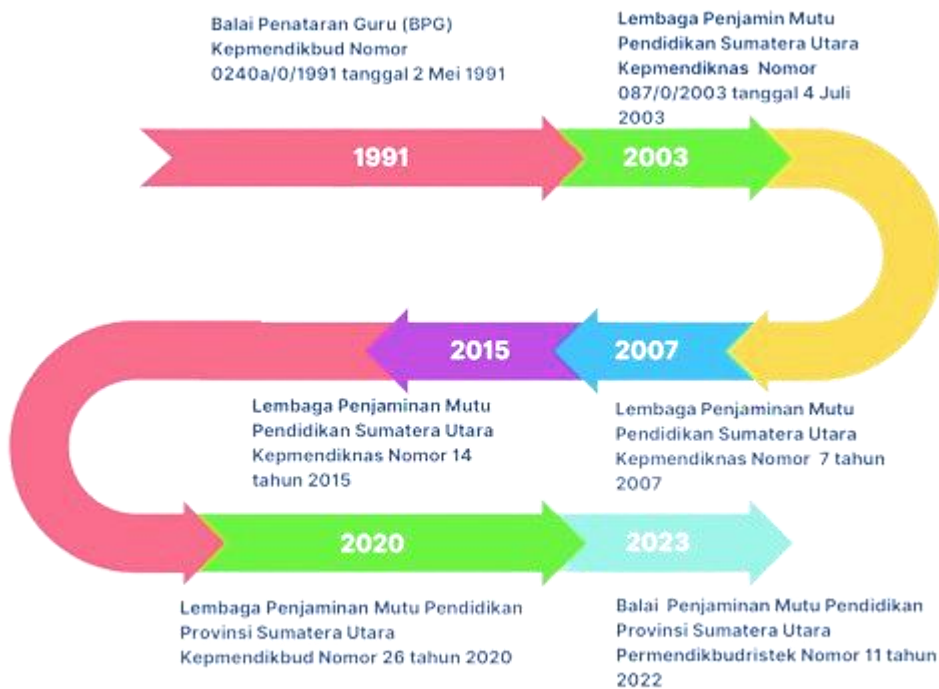 Balai Penataran Guru (BPG)
Kepmendikbud Nomor
0240a/0/1991 tanggal 2 Mei 1991
Lembaga Penjamin Mutu
Pendidikan Sumatera Utara
Kepmendiknas Nomor
087/0/2003 tanggal 4 Juli
2003
1991
2003
2015
2007
Lembaga Penjaminan Mutu
Pendidikan Sumatera Utara
Kepmendiknas Nomor 14
tahun 2015
Lembaga Penjaminan Mutu
Pendidikan Sumatera Utara
Kepmendiknas Nomor 7 tahun
2007
2020
2023
Lembaga Penjaminan Mutu Pendidikan
Provinsi Sumatera Utara
Kepmendikbud Nomor 26 tahun 2020
Balai Penjaminan Mutu Pendidikan
Provinsi Sumatera Utara
Permendikbudristek Nomor 11 tahun
2022